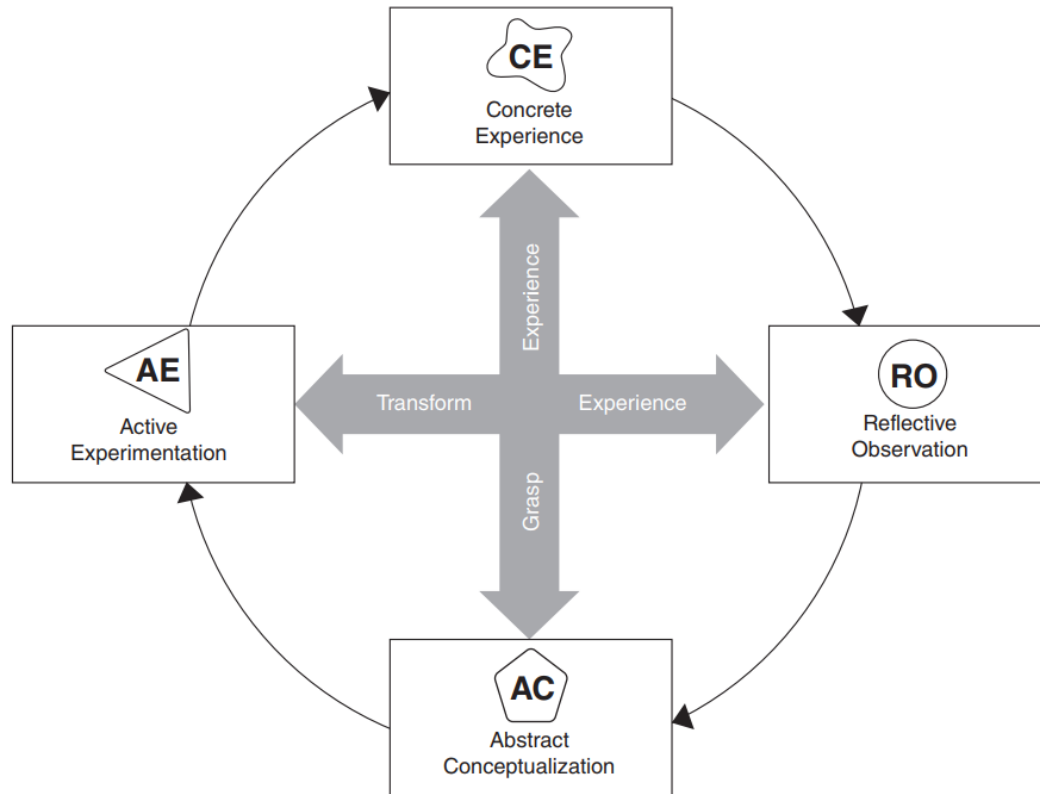 CE
Concrete
Experience
AE
Active
Experimentation
Transform
Experience
Experience
Grasp
RO
Reflective
Observation
AC
Abstract
Conceptualization